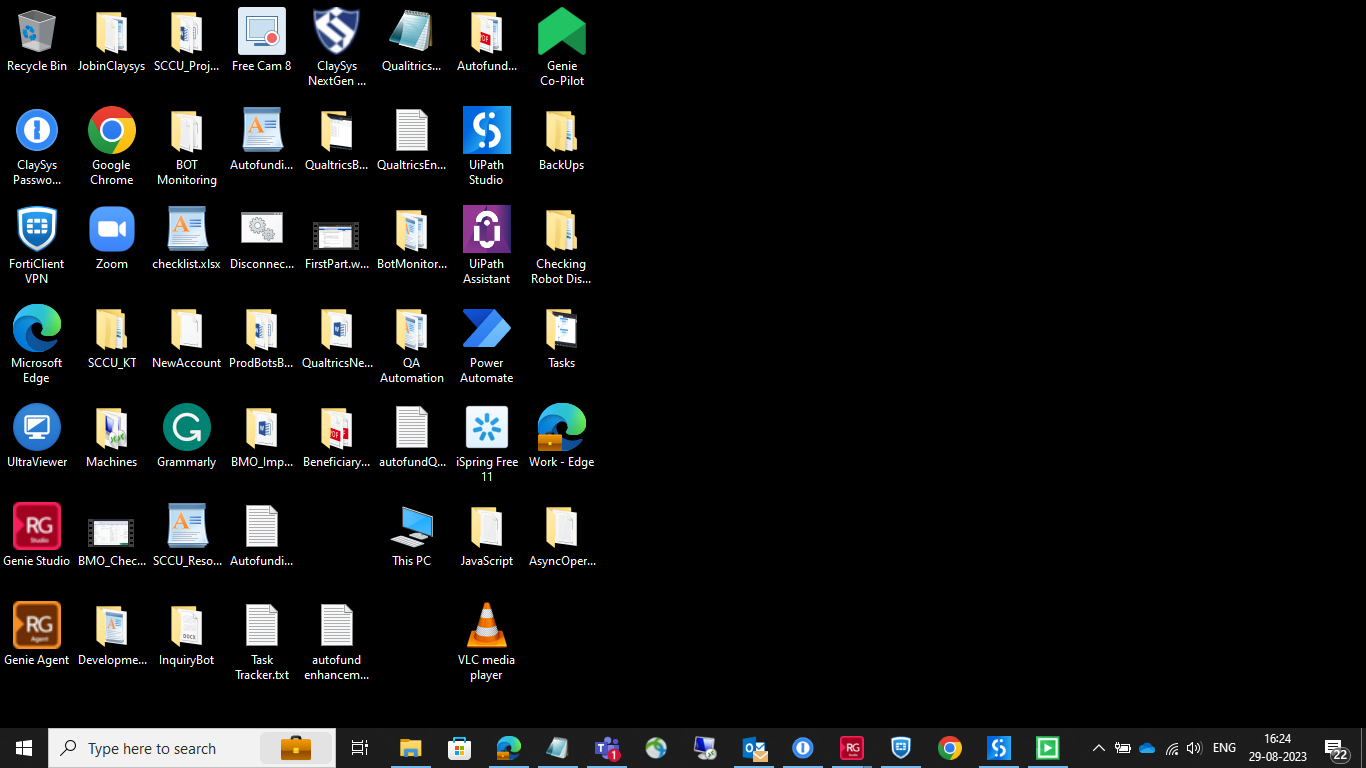 Recycle Bin
JobinClaysys
SCCU_Proj...
Free Cam 8
ClaySys
NextGen ...
Qualitrics...
Autofund...
Genie
Co-Pilot
ClaySys
Passwo...
Google
Chrome
BOT
Monitoring
Autofundi...
QualtricsB...
QualtricsEn...
UiPath
Studio
BackUps
FortiClient
VPN
Zoom
checklist.xlsx
Disconnec...
FirstPart.w...
BotMonitor...
UiPath
Assistant
Checking
Robot Dis...
Microsoft
Edge
SCCU_KT
NewAccount
ProdBotsB...
QualtricsNe...
QA
Automation
Power
Automate
Tasks
UltraViewer
Machines
Grammarly
BMO_Imp...
Beneficiary...
autofundQ...
iSpring Free
11
Work - Edge
RG
Studio
Genie Studio
BMO_Chec...
SCCU_Reso...
Autofundi...
This PC
JavaScript
AsyncOper...
RG
Agent
Genie Agent
Developme...
DOCX
InquiryBot
Task
Tracker.txt
autofund
enhancem...
VLC media
player
Type here to search
1
RG
ENG
16:24
29-08-2023
22